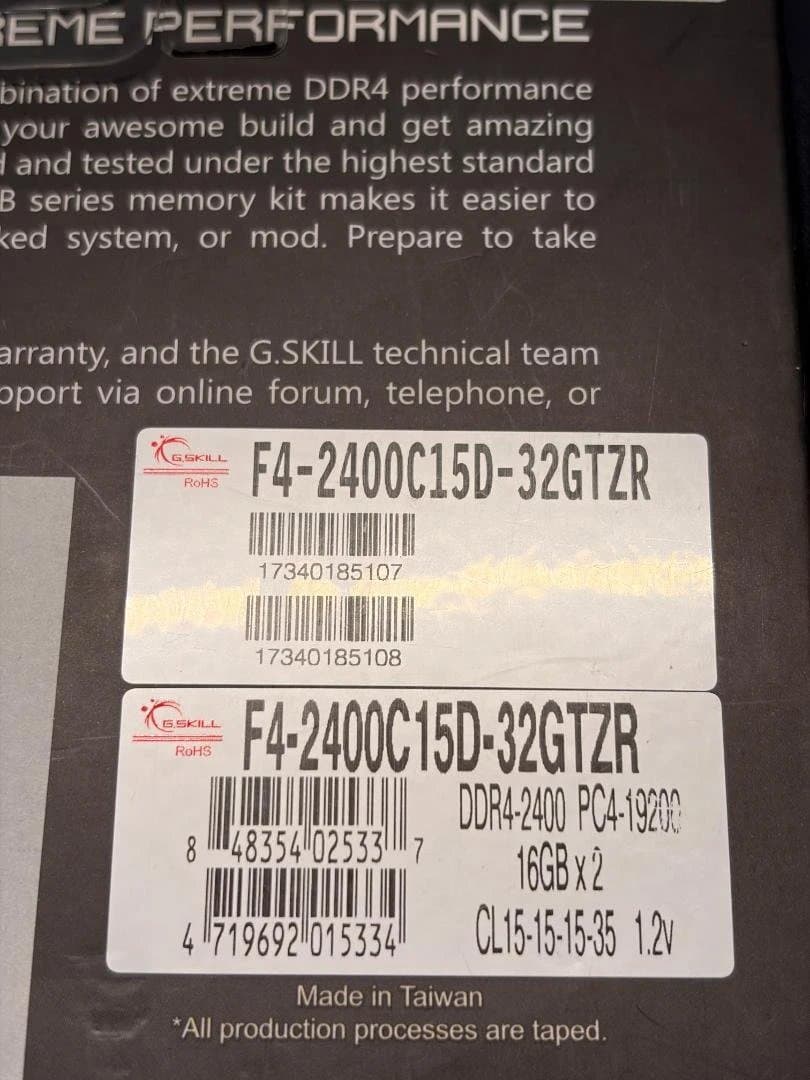 REME PERFORMANCE
bination of extreme DDR4 performance
your awesome build and get amazing
d and tested under the highest standard
B series memory kit makes it easier to
ked system, or mod. Prepare to take
arranty, and the G.SKILL technical team
pport via online forum, telephone, or
G.SKILL
RoHS
F4-2400C15D-32GTZR
17340185107
17340185108
G.SKILL
RoHS
F4-2400C15D-32GTZR
8 48354 02533 7
DDR4-2400 PC4-19200
16GB x 2
4 719692 015334
CL15-15-15-35 1.2v
Made in Taiwan
*All production processes are taped.